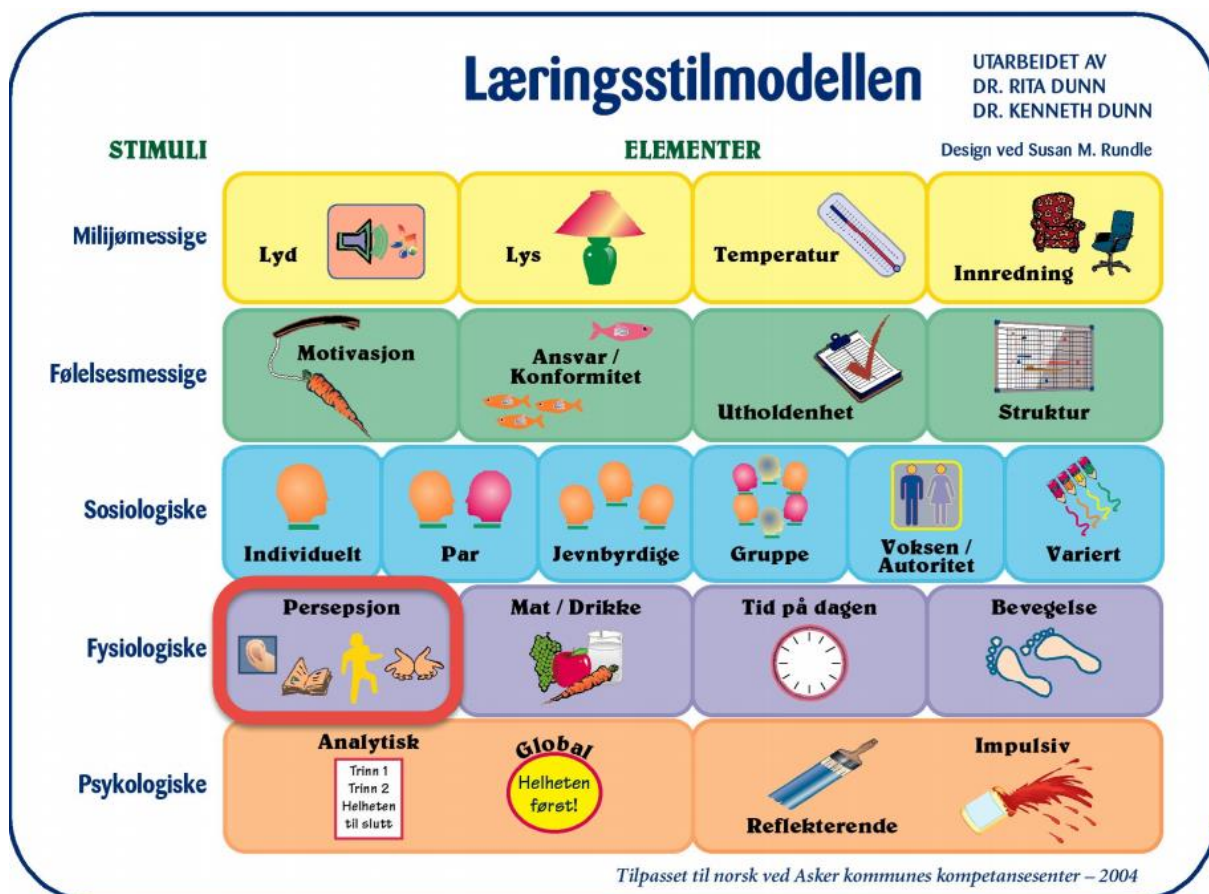 Læringsstilmodellen
UTARBEIDET AV
DR. RITA DUNN
DR. KENNETH DUNN
STIMULI
ELEMENTER
Design ved Susan M. Rundle
Milijømessige
Lyd
Lys
Temperatur
Innredning
Følelsesmessige
Motivasjon
Ansvar /
Konformitet
Utholdenhet
Struktur
Sosiologiske
Individuelt
Par
Jevnbyrdige
Gruppe
Voksen /
Autoritet
Variert
Fysiologiske
Persepsjon
Mat / Drikke
Tid på dagen
Bevegelse
Psykologiske
Analytisk
Trinn 1
Trinn 2
Helheten
til slutt
Global
Helheten
først!
Reflekterende
Impulsiv
Tilpasset til norsk ved Asker kommunes kompetansesenter – 2004